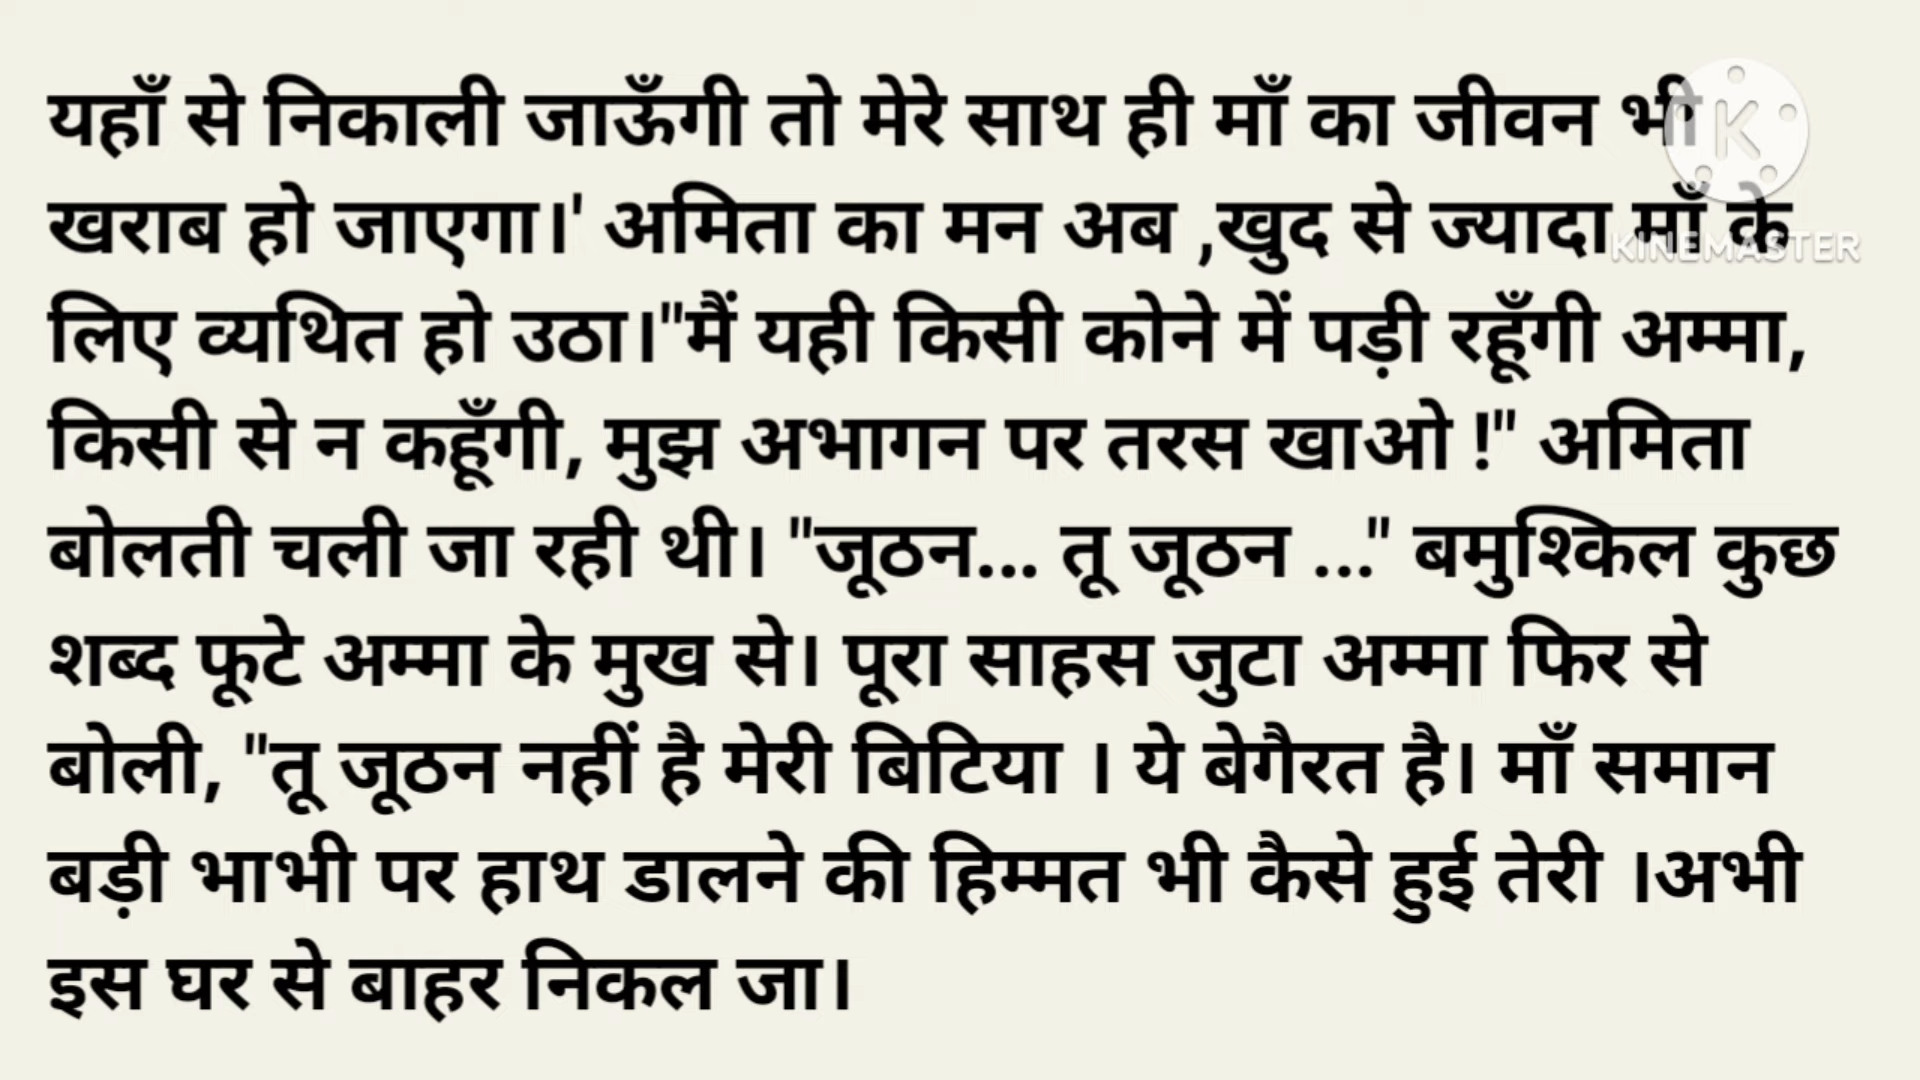 यहाँ से निकाली जाऊँगी तो मेरे साथ ही माँ का जीवन भी
खराब हो जाएगा।' अमिता का मन अब ,खुद से ज्यादा माँ के
लिए व्यथित हो उठा।"मैं यही किसी कोने में पड़ी रहूँगी अम्मा,
किसी से न कहूँगी, मुझ अभागन पर तरस खाओ !" अमिता
बोलती चली जा रही थी। "जूठन... तू जूठन ..." बमुश्किल कुछ
शब्द फूटे अम्मा के मुख से। पूरा साहस जुटा अम्मा फिर से
बोली, "तू जूठन नहीं है मेरी बिटिया । ये बेगैरत है। माँ समान
बड़ी भाभी पर हाथ डालने की हिम्मत भी कैसे हुई तेरी ।अभी
इस घर से बाहर निकल जा।
K
KINEMASTER